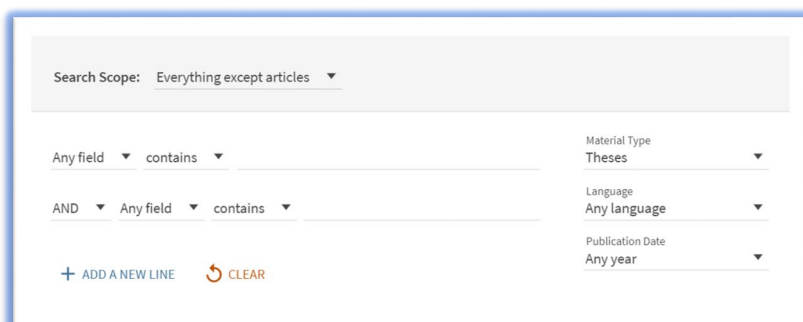 Search Scope: Everything except articles
Any field contains
AND Any field contains
+ ADD A NEW LINE CLEAR
Material Type
Theses
Language
Any language
Publication Date
Any year